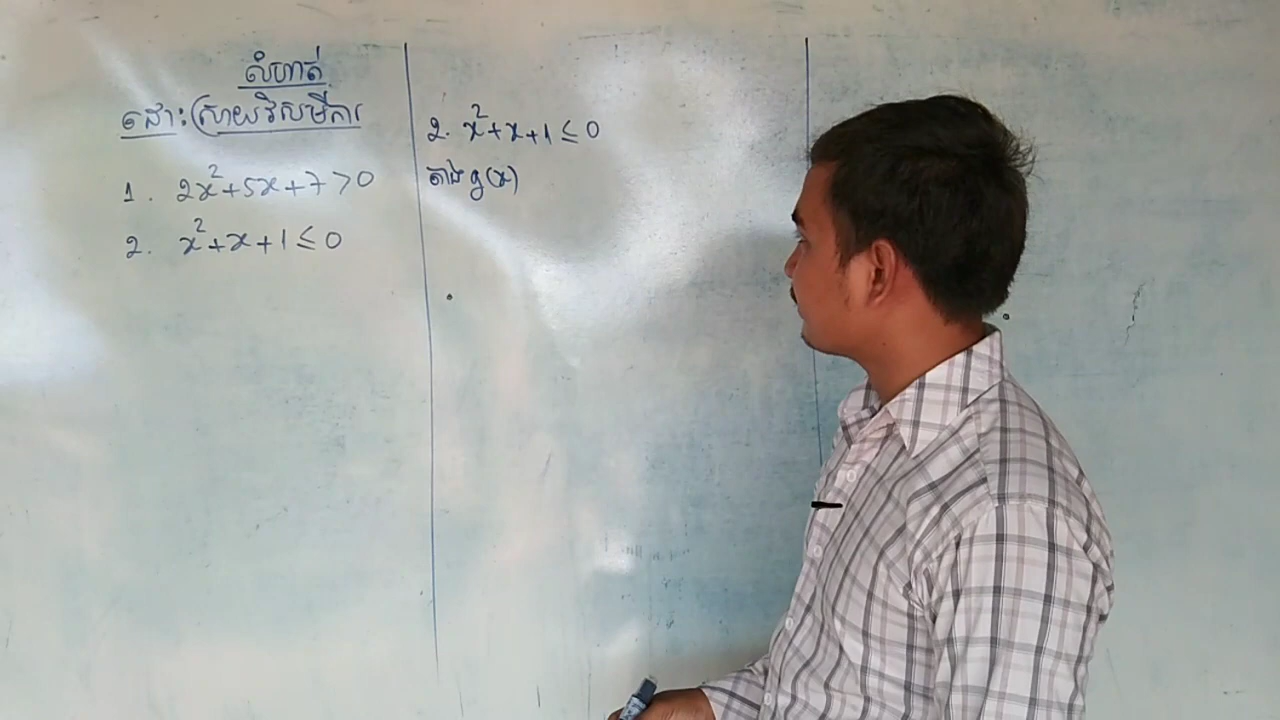 លំហាត់
ដោះស្រាយវិសមីការ
1. 2x²+5x+7>0
2. x²+x+1≤0
2. x²+x+1≤0
តាង g(x)